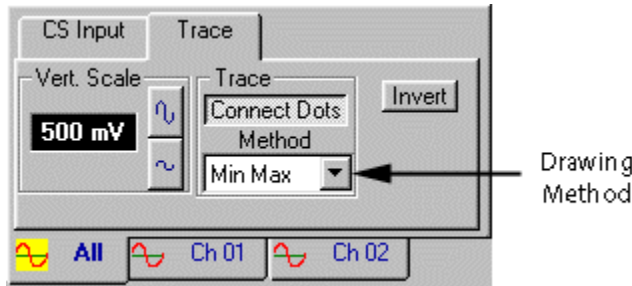 CS Input Trace
Vert. Scale Trace
Connect Dots Invert
500 mV Method
Min Max
Drawing
Method
All Ch 01 Ch 02